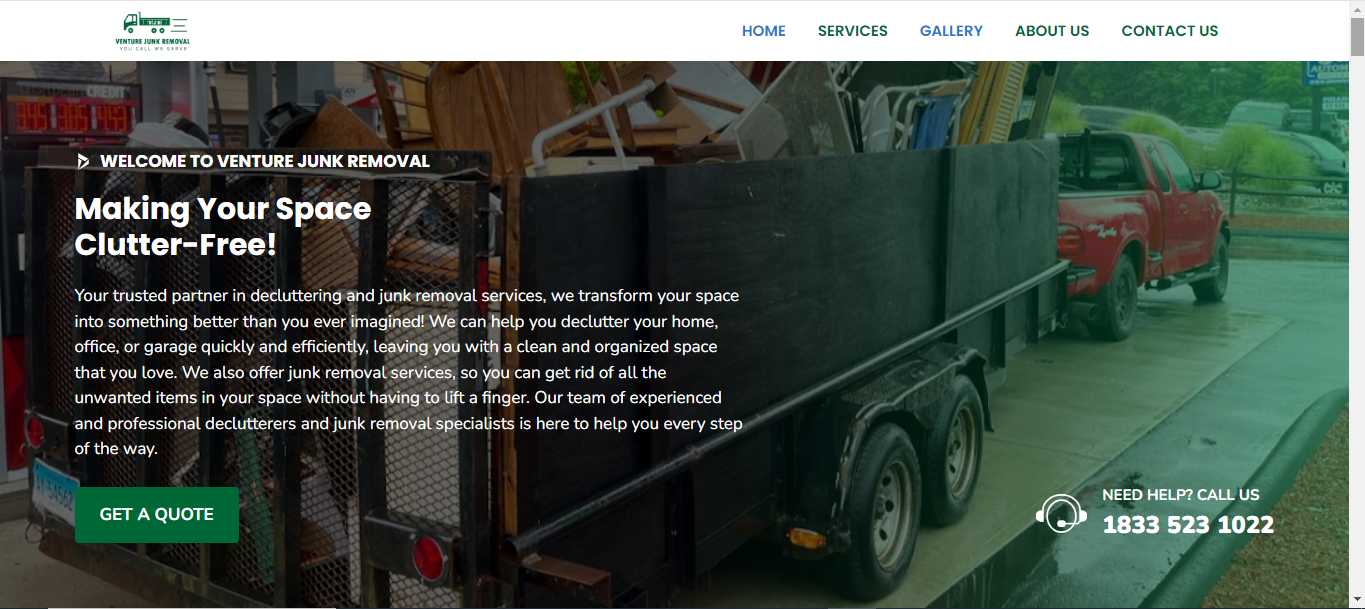 VENTURE JUNK REMOVAL
YOU CALL WE SERVE
HOME SERVICES GALLERY ABOUT US CONTACT US
CREDIT
WELCOME TO VENTURE JUNK REMOVAL
Making Your Space
Clutter-Free!
Your trusted partner in decluttering and junk removal services, we transform your space
into something better than you ever imagined! We can help you declutter your home,
office, or garage quickly and efficiently, leaving you with a clean and organized space
that you love. We also offer junk removal services, so you can get rid of all the
unwanted items in your space without having to lift a finger. Our team of experienced
and professional declutterers and junk removal specialists is here to help you every step
of the way.
GET A QUOTE
NEED HELP? CALL US
1833 523 1022